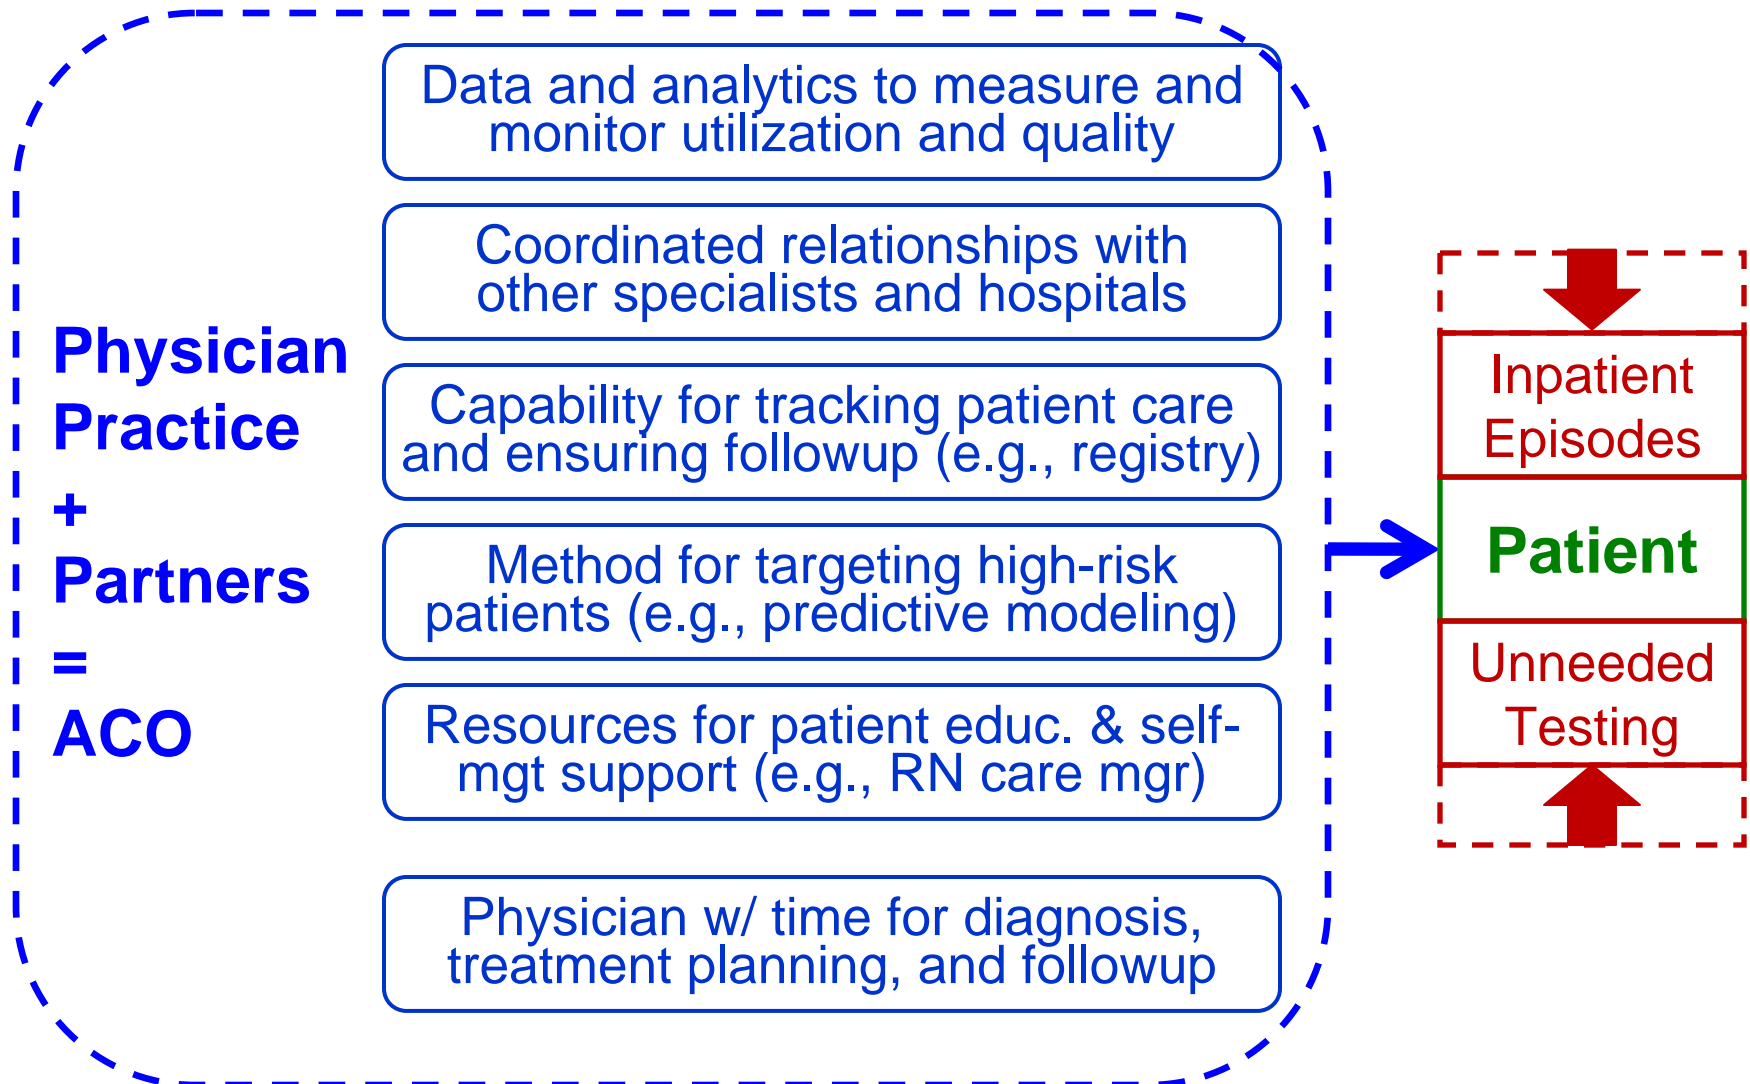 Physician
Practice
+
Partners
=
ACO
Data and analytics to measure and
monitor utilization and quality
Coordinated relationships with
other specialists and hospitals
Capability for tracking patient care
and ensuring followup (e.g., registry)
Method for targeting high-risk
patients (e.g., predictive modeling)
Resources for patient educ. & self-
mgt support (e.g., RN care mgr)
Physician w/ time for diagnosis,
treatment planning, and followup
Inpatient
Episodes
Patient
Unneeded
Testing